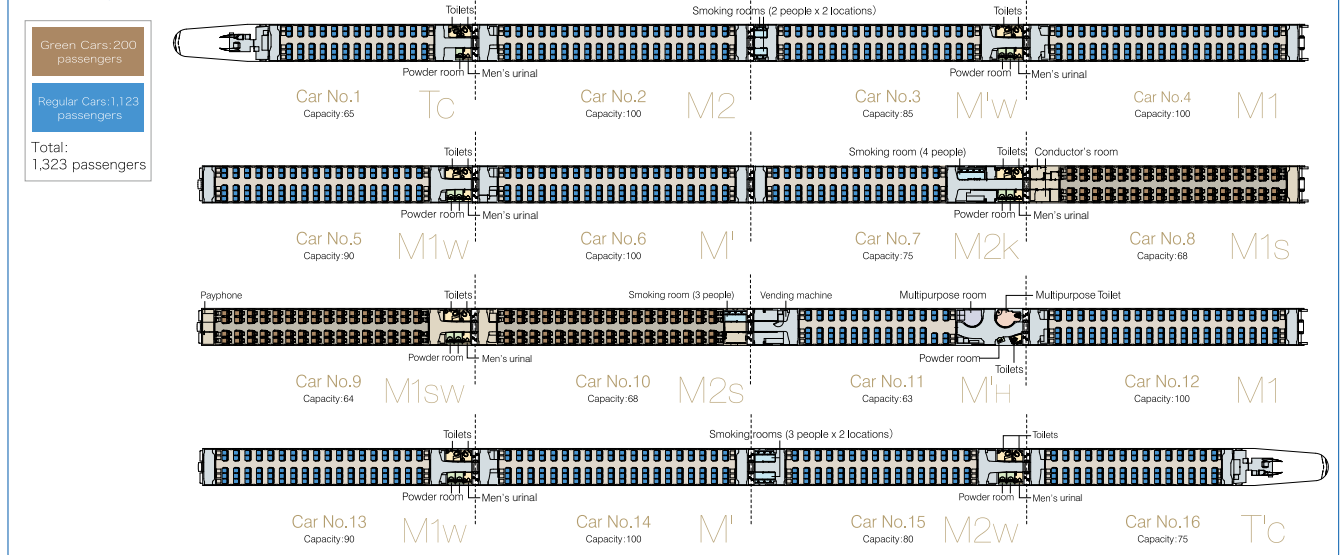 Green Cars:200
passengers
Regular Cars:1,123
passengers
Total:
1,323 passengers
Toilets
Smoking rooms (2 people x 2 locations)
Toilets
Powder room
Men's urinal
Powder room
Men's urinal
Car No.1
Capacity:65
Tc
Car No.2
Capacity:100
M2
Car No.3
Capacity:85
M'w
Car No.4
Capacity:100
M1
Toilets
Smoking room (4 people)
Toilets
Conductor's room
Powder room
Men's urinal
Powder room
Men's urinal
Car No.5
Capacity:90
M1w
Car No.6
Capacity:100
M'
Car No.7
Capacity:75
M2k
Car No.8
Capacity:68
M1s
Payphone
Toilets
Smoking room (3 people)
Vending machine
Multipurpose room
Multipurpose Toilet
Powder room
Men's urinal
Powder room
Toilets
Car No.9
Capacity:64
M1sw
Car No.10
Capacity:68
M2s
Car No.11
Capacity:63
M'H
Car No.12
Capacity:100
M1
Toilets
Smoking rooms (3 people x 2 locations)
Toilets
Powder room
Men's urinal
Powder room
Men's urinal
Car No.13
Capacity:90
M1w
Car No.14
Capacity:100
M'
Car No.15
Capacity:80
M2w
Car No.16
Capacity:75
T'c